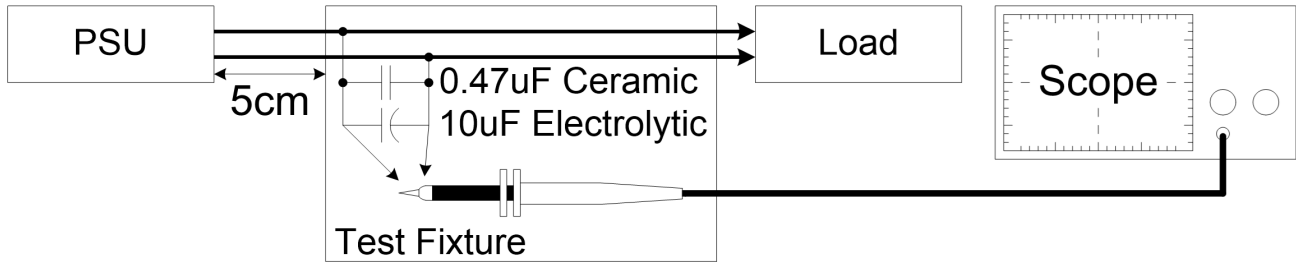 PSU
Load
Scope
5cm
0.47uF Ceramic
10uF Electrolytic
Test Fixture